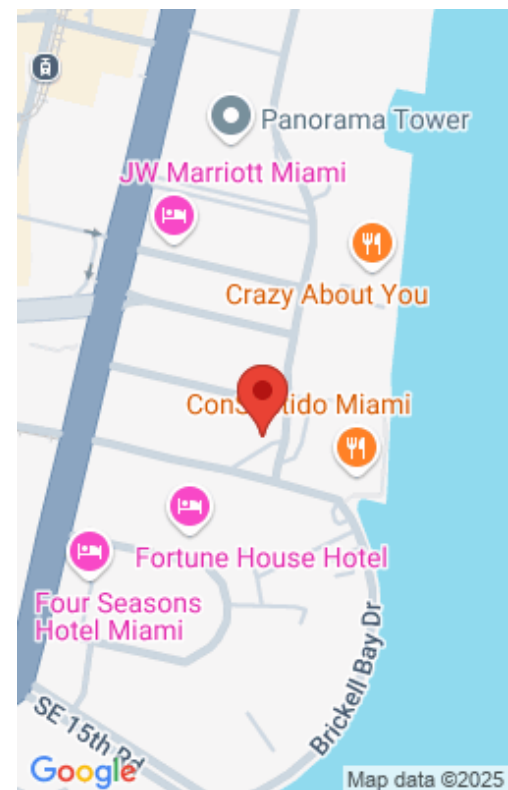 Panorama Tower
JW Marriott Miami
Crazy About You
ConSentido Miami
Fortune House Hotel
Four Seasons
Hotel Miami
Brickell Bay Dr
SE 15th Rd
Google
Map data ©2025